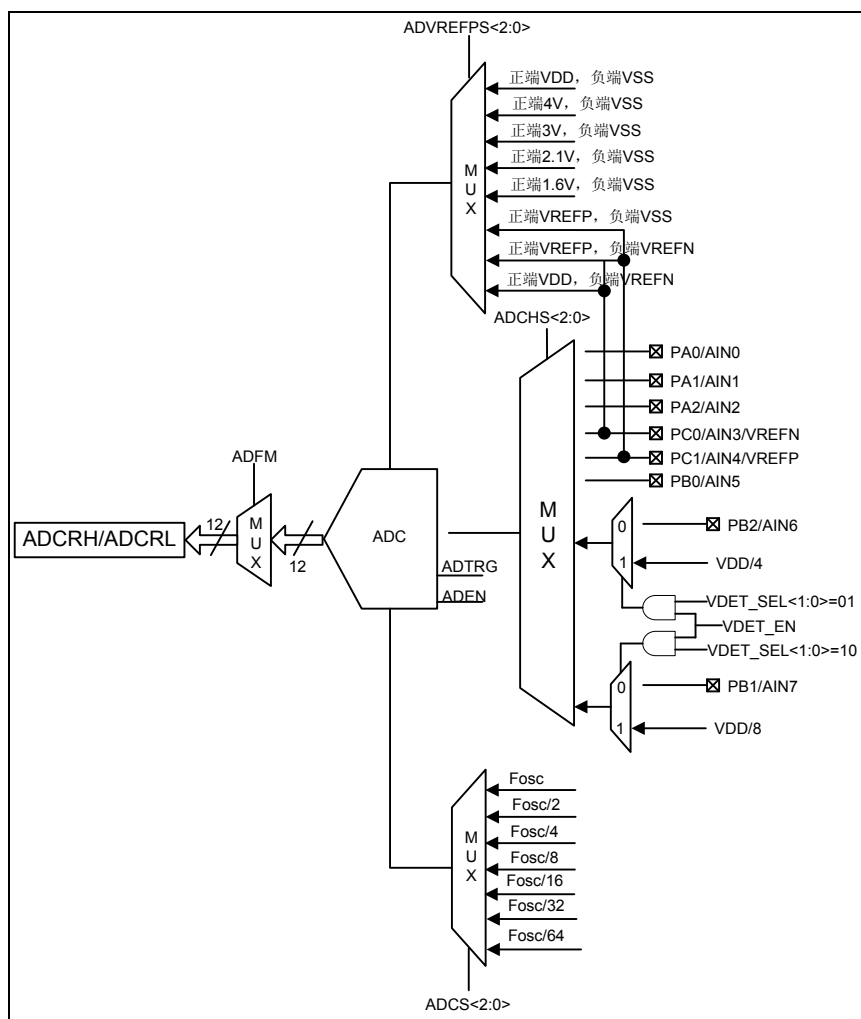 ADVREFPS<2:0>
正端VDD，负端VSS
正端4V，负端VSS
正端3V，负端VSS
正端2.1V，负端VSS
正端1.6V，负端VSS
正端VREFP，负端VSS
正端VREFP，负端VREFN
正端VDD，负端VREFN
MUX
ADCHS<2:0>
PA0/AIN0
PA1/AIN1
PA2/AIN2
PC0/AIN3/VREFN
PC1/AIN4/VREFP
PB0/AIN5
MUX
0
PB2/AIN6
1
VDD/4
VDET_SEL<1:0>=01
VDET_EN
VDET_SEL<1:0>=10
0
PB1/AIN7
1
VDD/8
ADFM
ADCRH/ADCRL
12
MUX
12
ADC
ADTRG
ADEN
Fosc
Fosc/2
Fosc/4
Fosc/8
Fosc/16
Fosc/32
Fosc/64
MUX
ADCS<2:0>